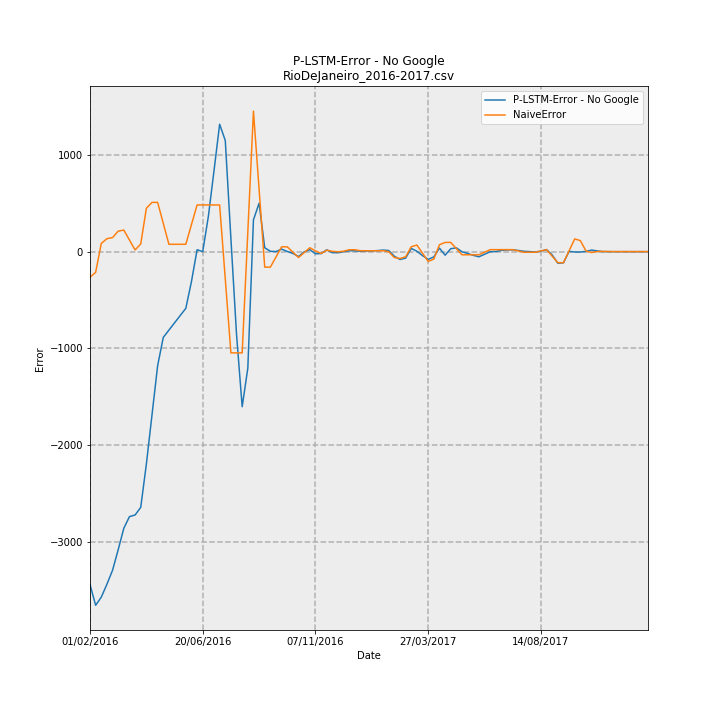 P-LSTM-Error - No Google
RioDeJaneiro_2016-2017.csv
P-LSTM-Error - No Google
NaiveError
1000
0
−1000
−2000
−3000
Error
01/02/2016
20/06/2016
07/11/2016
27/03/2017
14/08/2017
Date